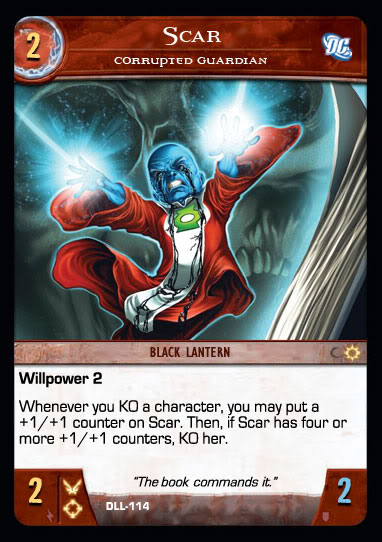 2
Scar
Corrupted Guardian
DC
BLACK LANTERN
Willpower 2
Whenever you KO a character, you may put a
+1/+1 counter on Scar. Then, if Scar has four or
more +1/+1 counters, KO her.
2
"The book commands it."
2
DLL-114